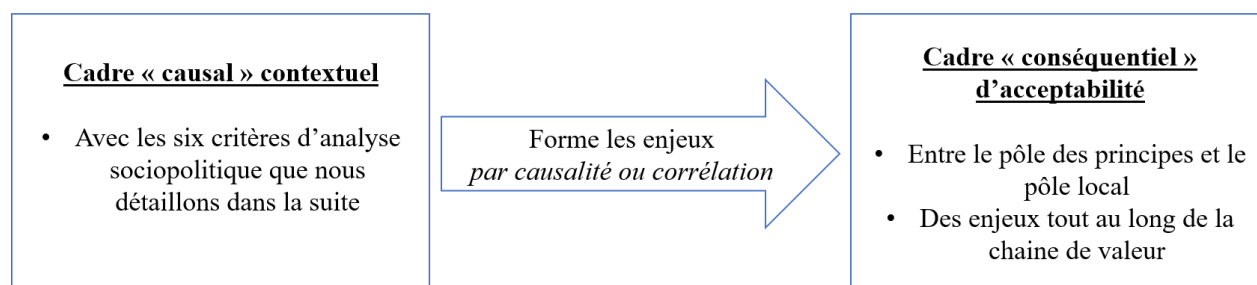 Cadre « causal » contextuel
• Avec les six critères d’analyse
sociopolitique que nous
détaillons dans la suite
Forme les enjeux
par causalité ou corrélation
Cadre « conséquentiel »
d’acceptabilité
• Entre le pôle des principes et le
pôle local
• Des enjeux tout au long de la
chaine de valeur